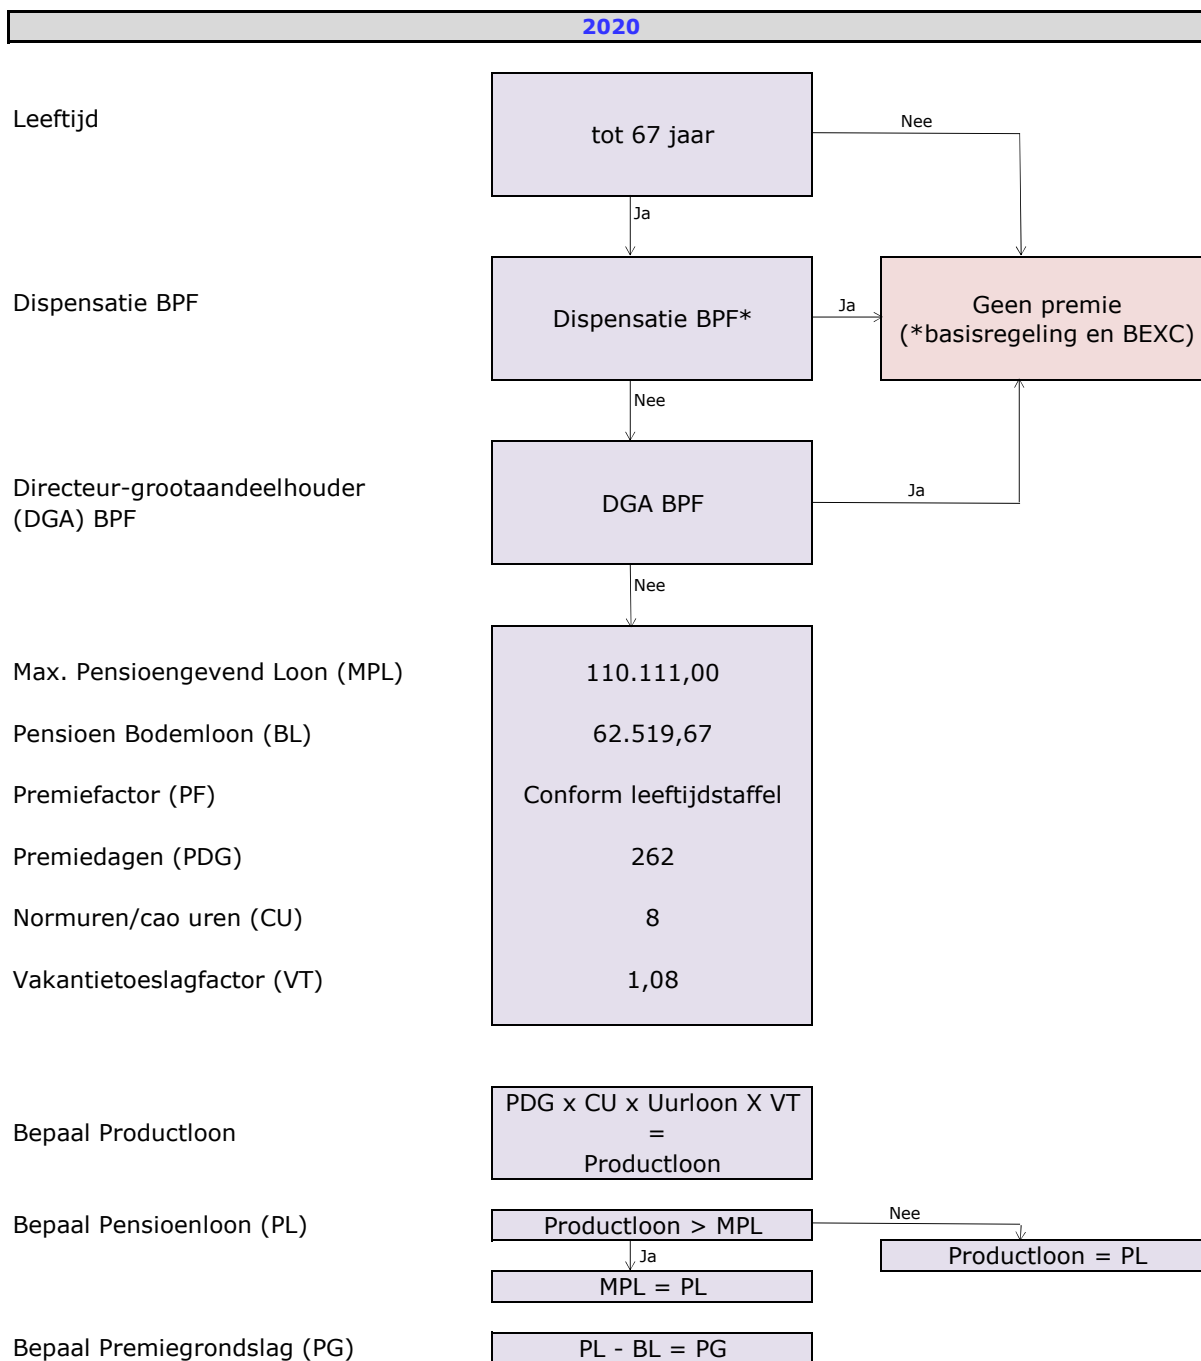 2020
Leeftijd
tot 67 jaar
Nee
Ja
Dispensatie BPF
Dispensatie BPF*
Ja
Geen premie
(*basisregeling en BEXC)
Nee
Directeur-grootaandeelhouder
(DGA) BPF
DGA BPF
Ja
Nee
Max. Pensioengevend Loon (MPL)
110.111,00
Pensioen Bodemloon (BL)
62.519,67
Premiefactor (PF)
Conform leeftijdstaffel
Premiedagen (PDG)
262
Normuren/cao uren (CU)
8
Vakantietoeslagfactor (VT)
1,08
Bepaal Productloon
PDG x CU x Uurloon X VT
=
Productloon
Bepaal Pensioenloon (PL)
Productloon > MPL
Nee
Ja
Productloon = PL
MPL = PL
Bepaal Premiegrondslag (PG)
PL - BL = PG